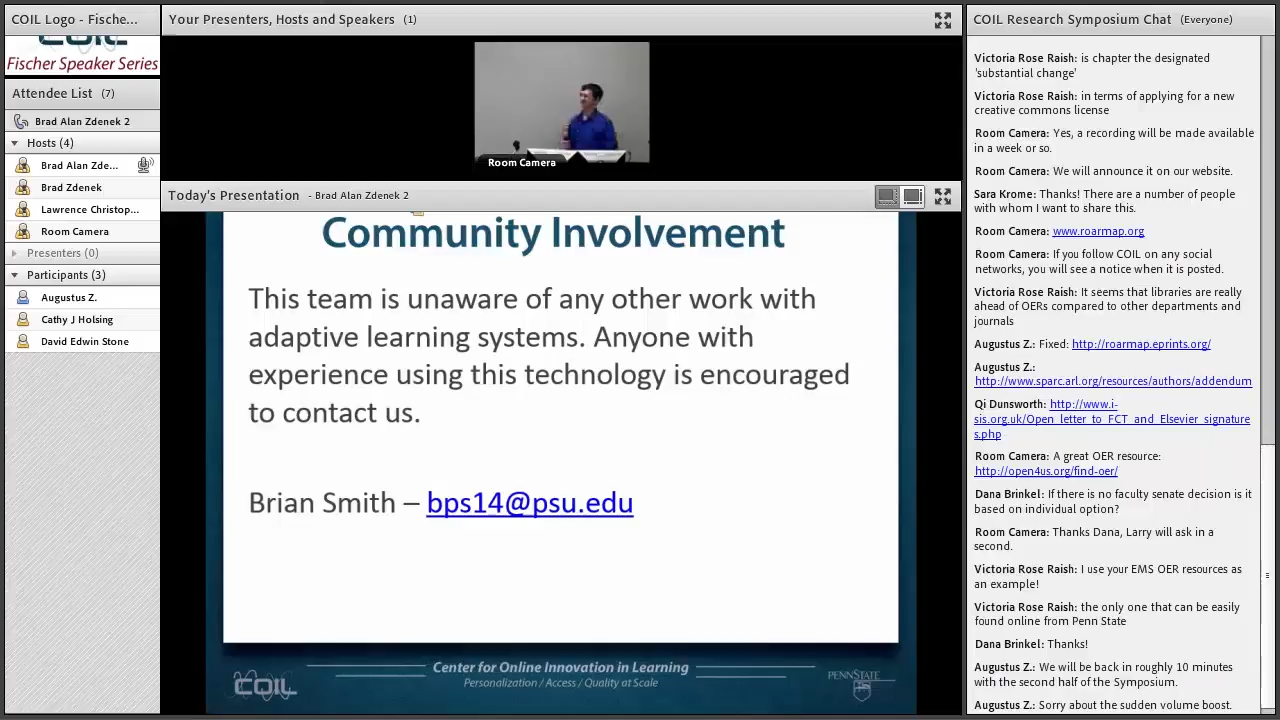 COIL Logo - Fische...
COIL
Fischer Speaker Series
Attendee List (7)
Brad Alan Zdenek 2
Hosts (4)
Brad Alan Zde...
Brad Zdenek
Lawrence Christop...
Room Camera
Presenters (0)
Participants (3)
Augustus Z.
Cathy J Holsing
David Edwin Stone
Your Presenters, Hosts and Speakers (1)
Room Camera
Today's Presentation - Brad Alan Zdenek 2
Community Involvement
This team is unaware of any other work with
adaptive learning systems. Anyone with
experience using this technology is encouraged
to contact us.
Brian Smith – bps14@psu.edu
COIL
Center for Online Innovation in Learning
Personalization / Access / Quality at Scale
PENNSTATE
COIL Research Symposium Chat (Everyone)
Victoria Rose Raish: is chapter the designated
'substantial change'
Victoria Rose Raish: in terms of applying for a new
creative commons license
Room Camera: Yes, a recording will be made available
in a week or so.
Room Camera: We will announce it on our website.
Sara Krome: Thanks! There are a number of people
with whom I want to share this.
Room Camera: www.roarmap.org
Room Camera: If you follow COIL on any social
networks, you will see a notice when it is posted.
Victoria Rose Raish: It seems that libraries are really
ahead of OERs compared to other departments and
journals
Augustus Z.: Fixed: http://roarmap.eprints.org/
Augustus Z.:
http://www.sparc.arl.org/resources/authors/addendum
Qi Dunsworth: http://www.i-
sis.org.uk/Open_letter_to_FCT_and_Elsevier_signature
s.php
Room Camera: A great OER resource:
http://open4us.org/find-oer/
Dana Brinkel: If there is notfaculty senate decision is it
based on individual option?
Room Camera: Thanks Dana, Larry will ask in a
second.
Victoria Rose Raish: I use your EMS OER resources as
an example!
Victoria Rose Raish: the only one that can be easily
found online from Penn State
Dana Brinkel: Thanks!
Augustus Z.: We will be back in roughly 10 minutes
with the second half of the Symposium.
Augustus Z.: Sorry about the sudden volume boost.